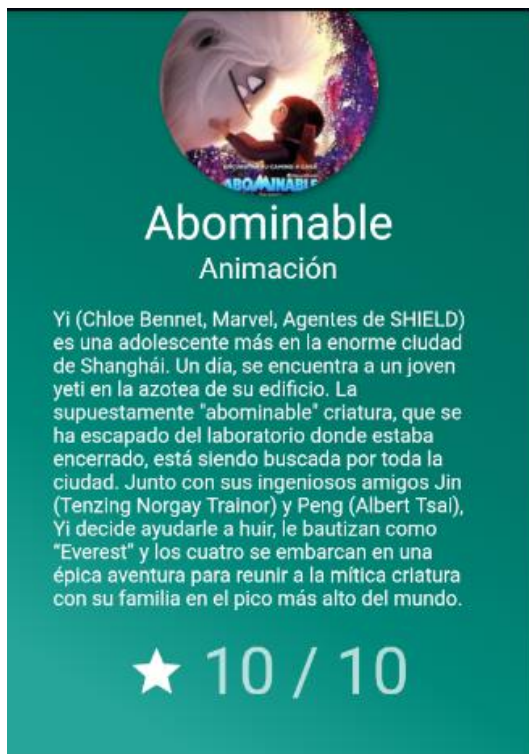 ENCUENTRA SU CAMINO A CASA
ABOMINABLE
Abominable
Animación
Yi (Chloe Bennet, Marvel, Agentes de SHIELD)
es una adolescente más en la enorme ciudad
de Shanghái. Un día, se encuentra a un joven
yeti en la azotea de su edificio. La
supuestamente "abominable" criatura, que se
ha escapado del laboratorio donde estaba
encerrado, está siendo buscada por toda la
ciudad. Junto con sus ingeniosos amigos Jin
(Tenzing Norgay Trainor) y Peng (Albert Tsai),
Yi decide ayudarle a huir, le bautizan como
“Everest" y los cuatro se embarcan en una
épica aventura para reunir a la mítica criatura
con su familia en el pico más alto del mundo.
10 / 10